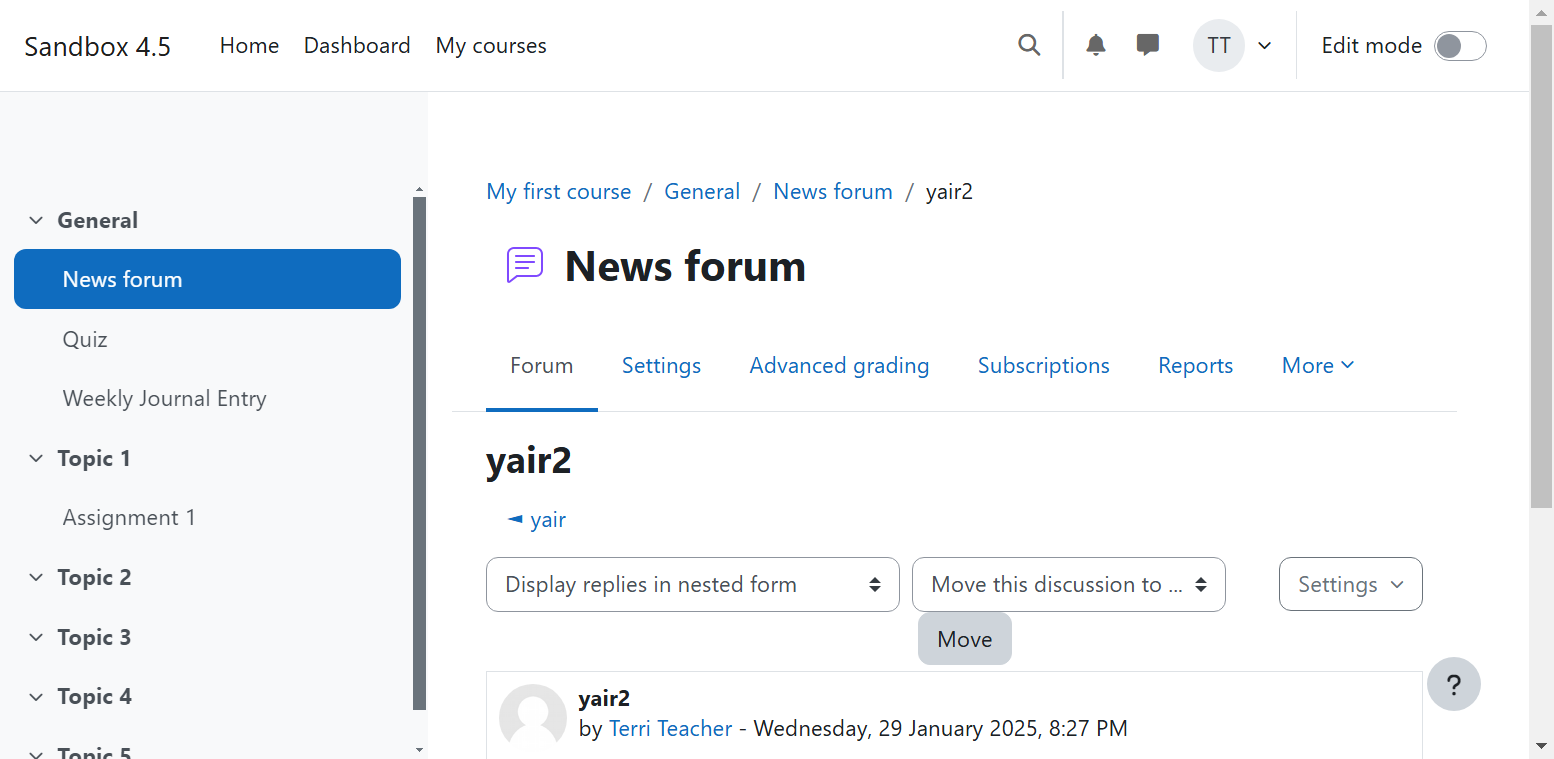 Sandbox 4.5 Home Dashboard My courses TT Edit mode
General
News forum
Quiz
Weekly Journal Entry
Topic 1
Assignment 1
Topic 2
Topic 3
Topic 4
Topic 5
My first course / General / News forum / yair2
News forum
Forum Settings Advanced grading Subscriptions Reports More
yair2
◄ yair
Display replies in nested form Move this discussion to ... Settings
Move
yair2
by Terri Teacher - Wednesday, 29 January 2025, 8:27 PM
?